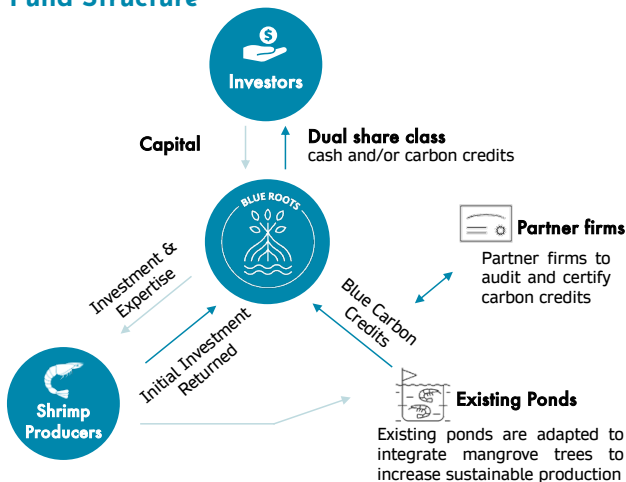 Fund Structure
$
Investors
Capital
Dual share class
cash and/or carbon credits
BLUE ROOTS
Partner firms
Partner firms to
audit and certify
carbon credits
Investment &
Expertise
Initial Investment
Returned
Blue Carbon
Credits
Shrimp
Producers
Existing Ponds
Existing ponds are adapted to
integrate mangrove trees to
increase sustainable production